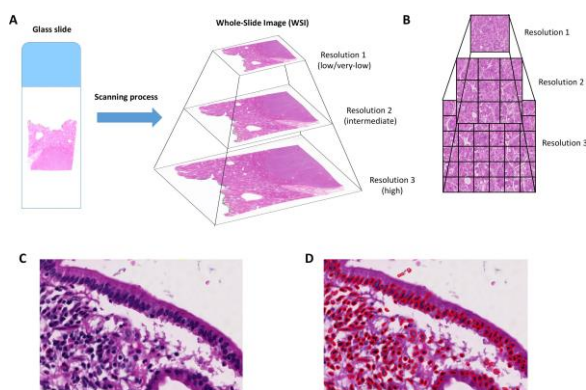 A
Glass slide
Scanning process
Whole-Slide Image (WSI)
Resolution 1
(low/very-low)
Resolution 2
(intermediate)
Resolution 3
(high)
B
Resolution 1
Resolution 2
Resolution 3
C
D